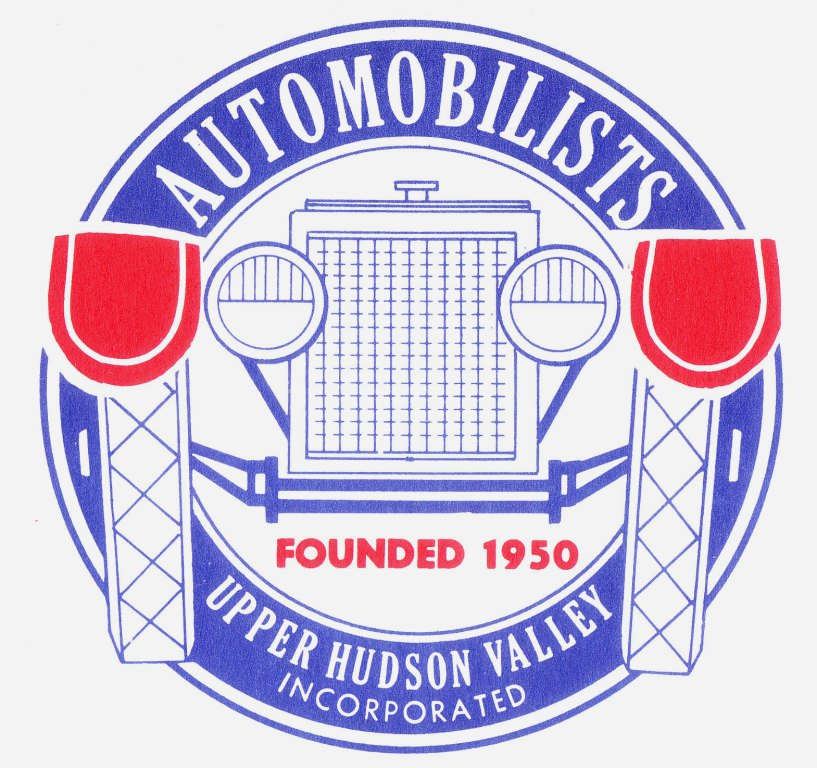 AUTOMOBILISTS
FOUNDED 1950
UPPER HUDSON VALLEY
INCORPORATED